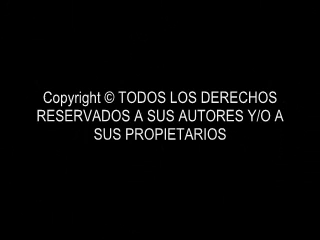 Copyright © TODOS LOS DERECHOS
RESERVADOS A SUS AUTORES Y/O A
SUS PROPIETARIOS